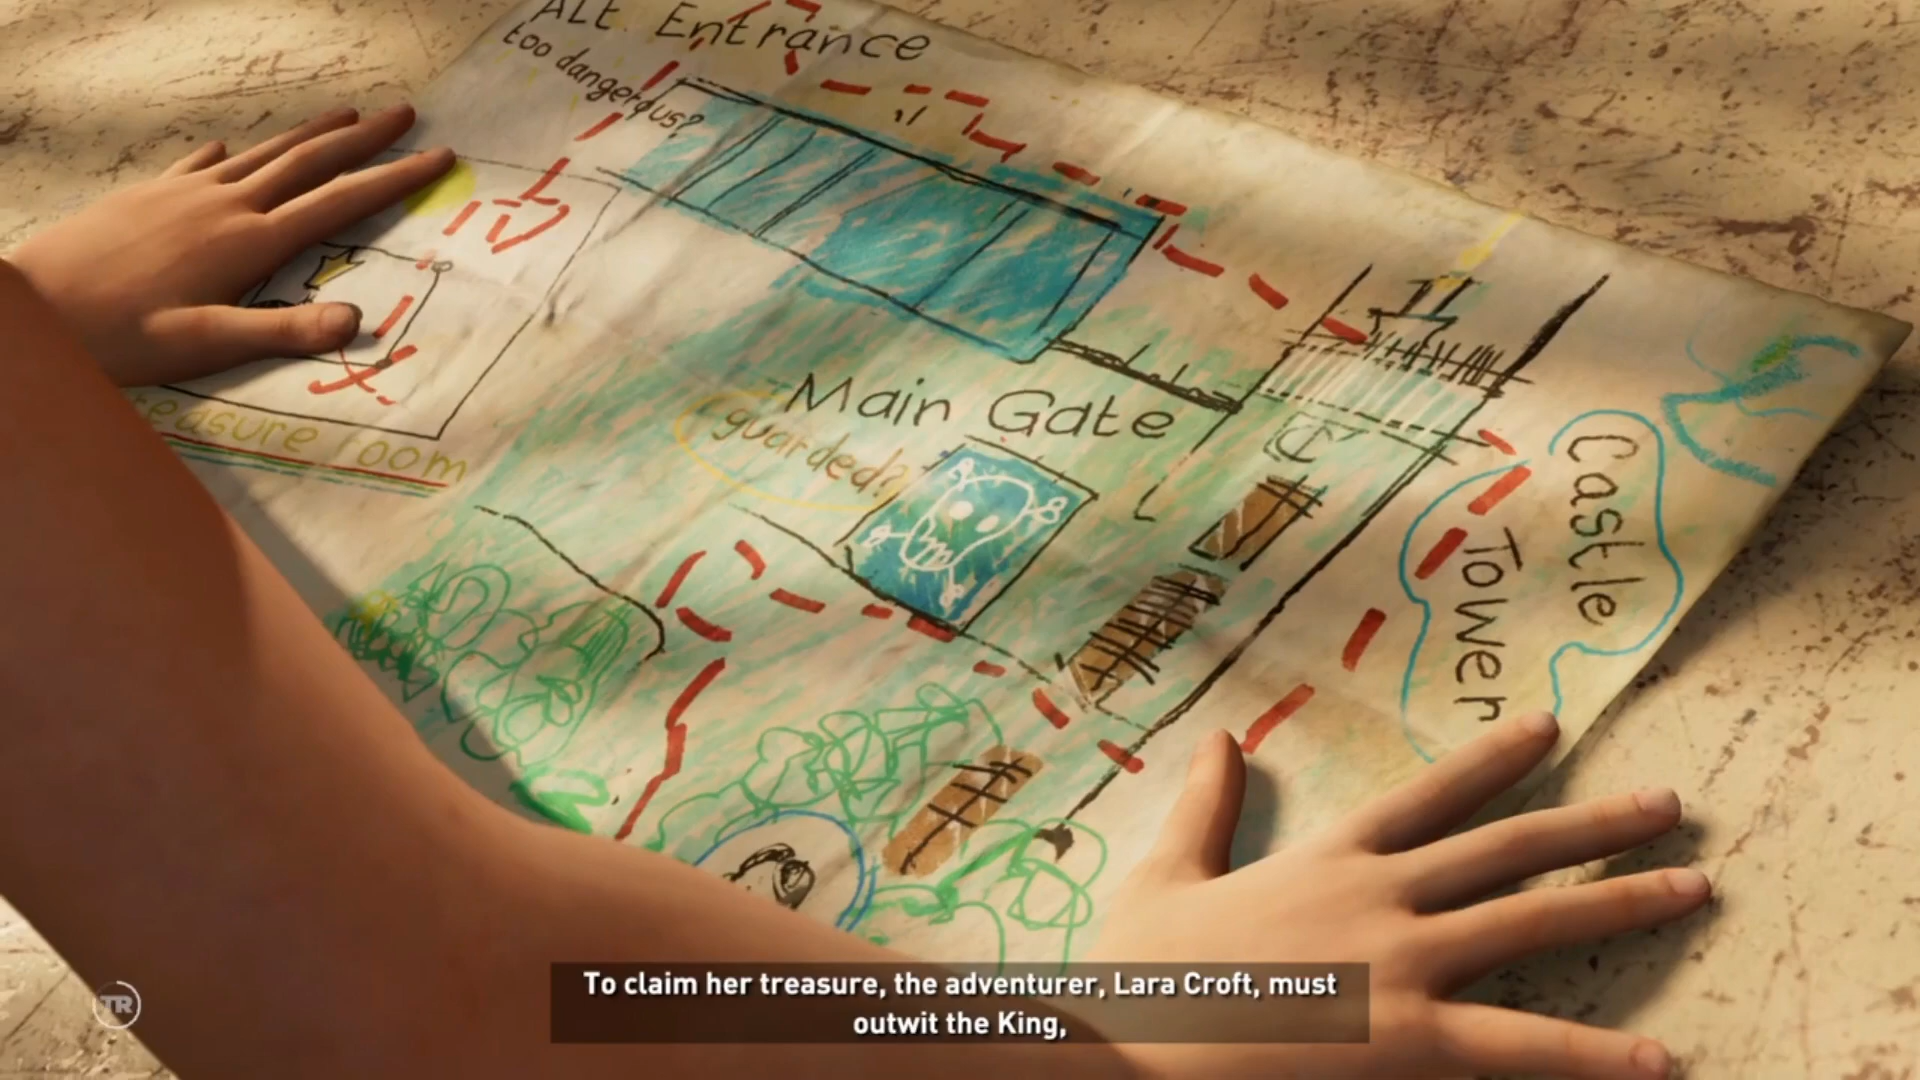 ALt. Entrance
too dangerous?
Main Gate
guarded?
treasure room
Castle
Tower
TR
To claim her treasure, the adventurer, Lara Croft, must
outwit the King,